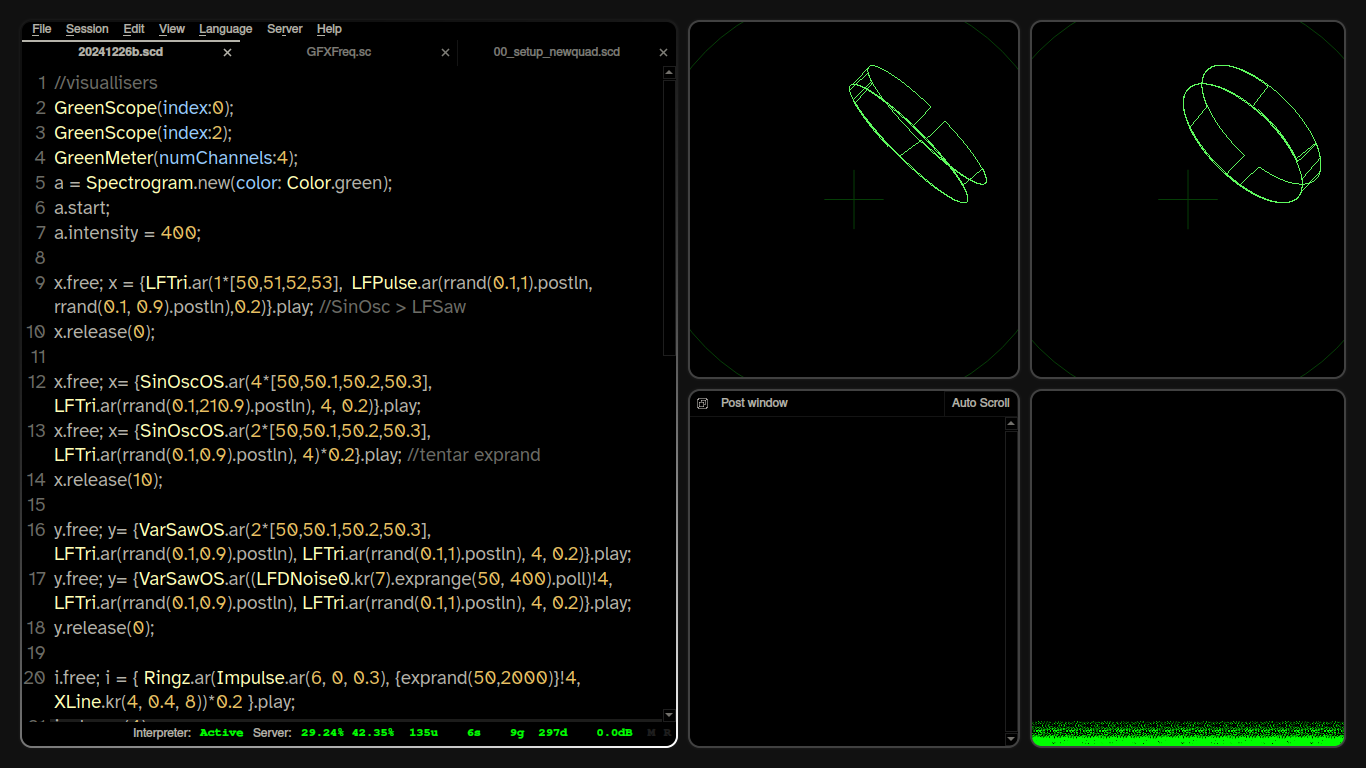 File Session Edit View Language Server Help
20241226b.scd × GFXFreq.sc × 00_setup_newquad.scd ×
1 //visuallisers
2 GreenScope(index:0);
3 GreenScope(index:2);
4 GreenMeter(numChannels:4);
5 a = Spectrogram.new(color: Color.green);
6 a.start;
7 a.intensity = 400;
8
9 x.free; x = {LFTri.ar(1*[50,51,52,53], LFPulse.ar(rrand(0.1,1).postln,
rrand(0.1, 0.9).postln),0.2)}.play; //SinOsc > LFSaw
10 x.release(0);
11
12 x.free; x= {SinOscOS.ar(4*[50,50.1,50.2,50.3],
LFTri.ar(rrand(0.1,210.9).postln), 4, 0.2)}.play;
13 x.free; x= {SinOscOS.ar(2*[50,50.1,50.2,50.3],
LFTri.ar(rrand(0.1,0.9).postln), 4)*0.2}.play; //tentar exprand
14 x.release(10);
15
16 y.free; y= {VarSawOS.ar(2*[50,50.1,50.2,50.3],
LFTri.ar(rrand(0.1,0.9).postln), LFTri.ar(rrand(0.1,1).postln), 4, 0.2)}.play;
17 y.free; y= {VarSawOS.ar((LFDNoise0.kr(7).exprange(50, 400).poll)!4,
LFTri.ar(rrand(0.1,0.9).postln), LFTri.ar(rrand(0.1,1).postln), 4, 0.2)}.play;
18 y.release(0);
19
20 i.free; i = { Ringz.ar(Impulse.ar(6, 0, 0.3), {exprand(50,2000)}!4,
XLine.kr(4, 0.4, 8))*0.2 }.play;
Interpreter: Active Server: 29.24% 42.35% 135u 6s 9g 297d 0.0dB M R
Post window Auto Scroll